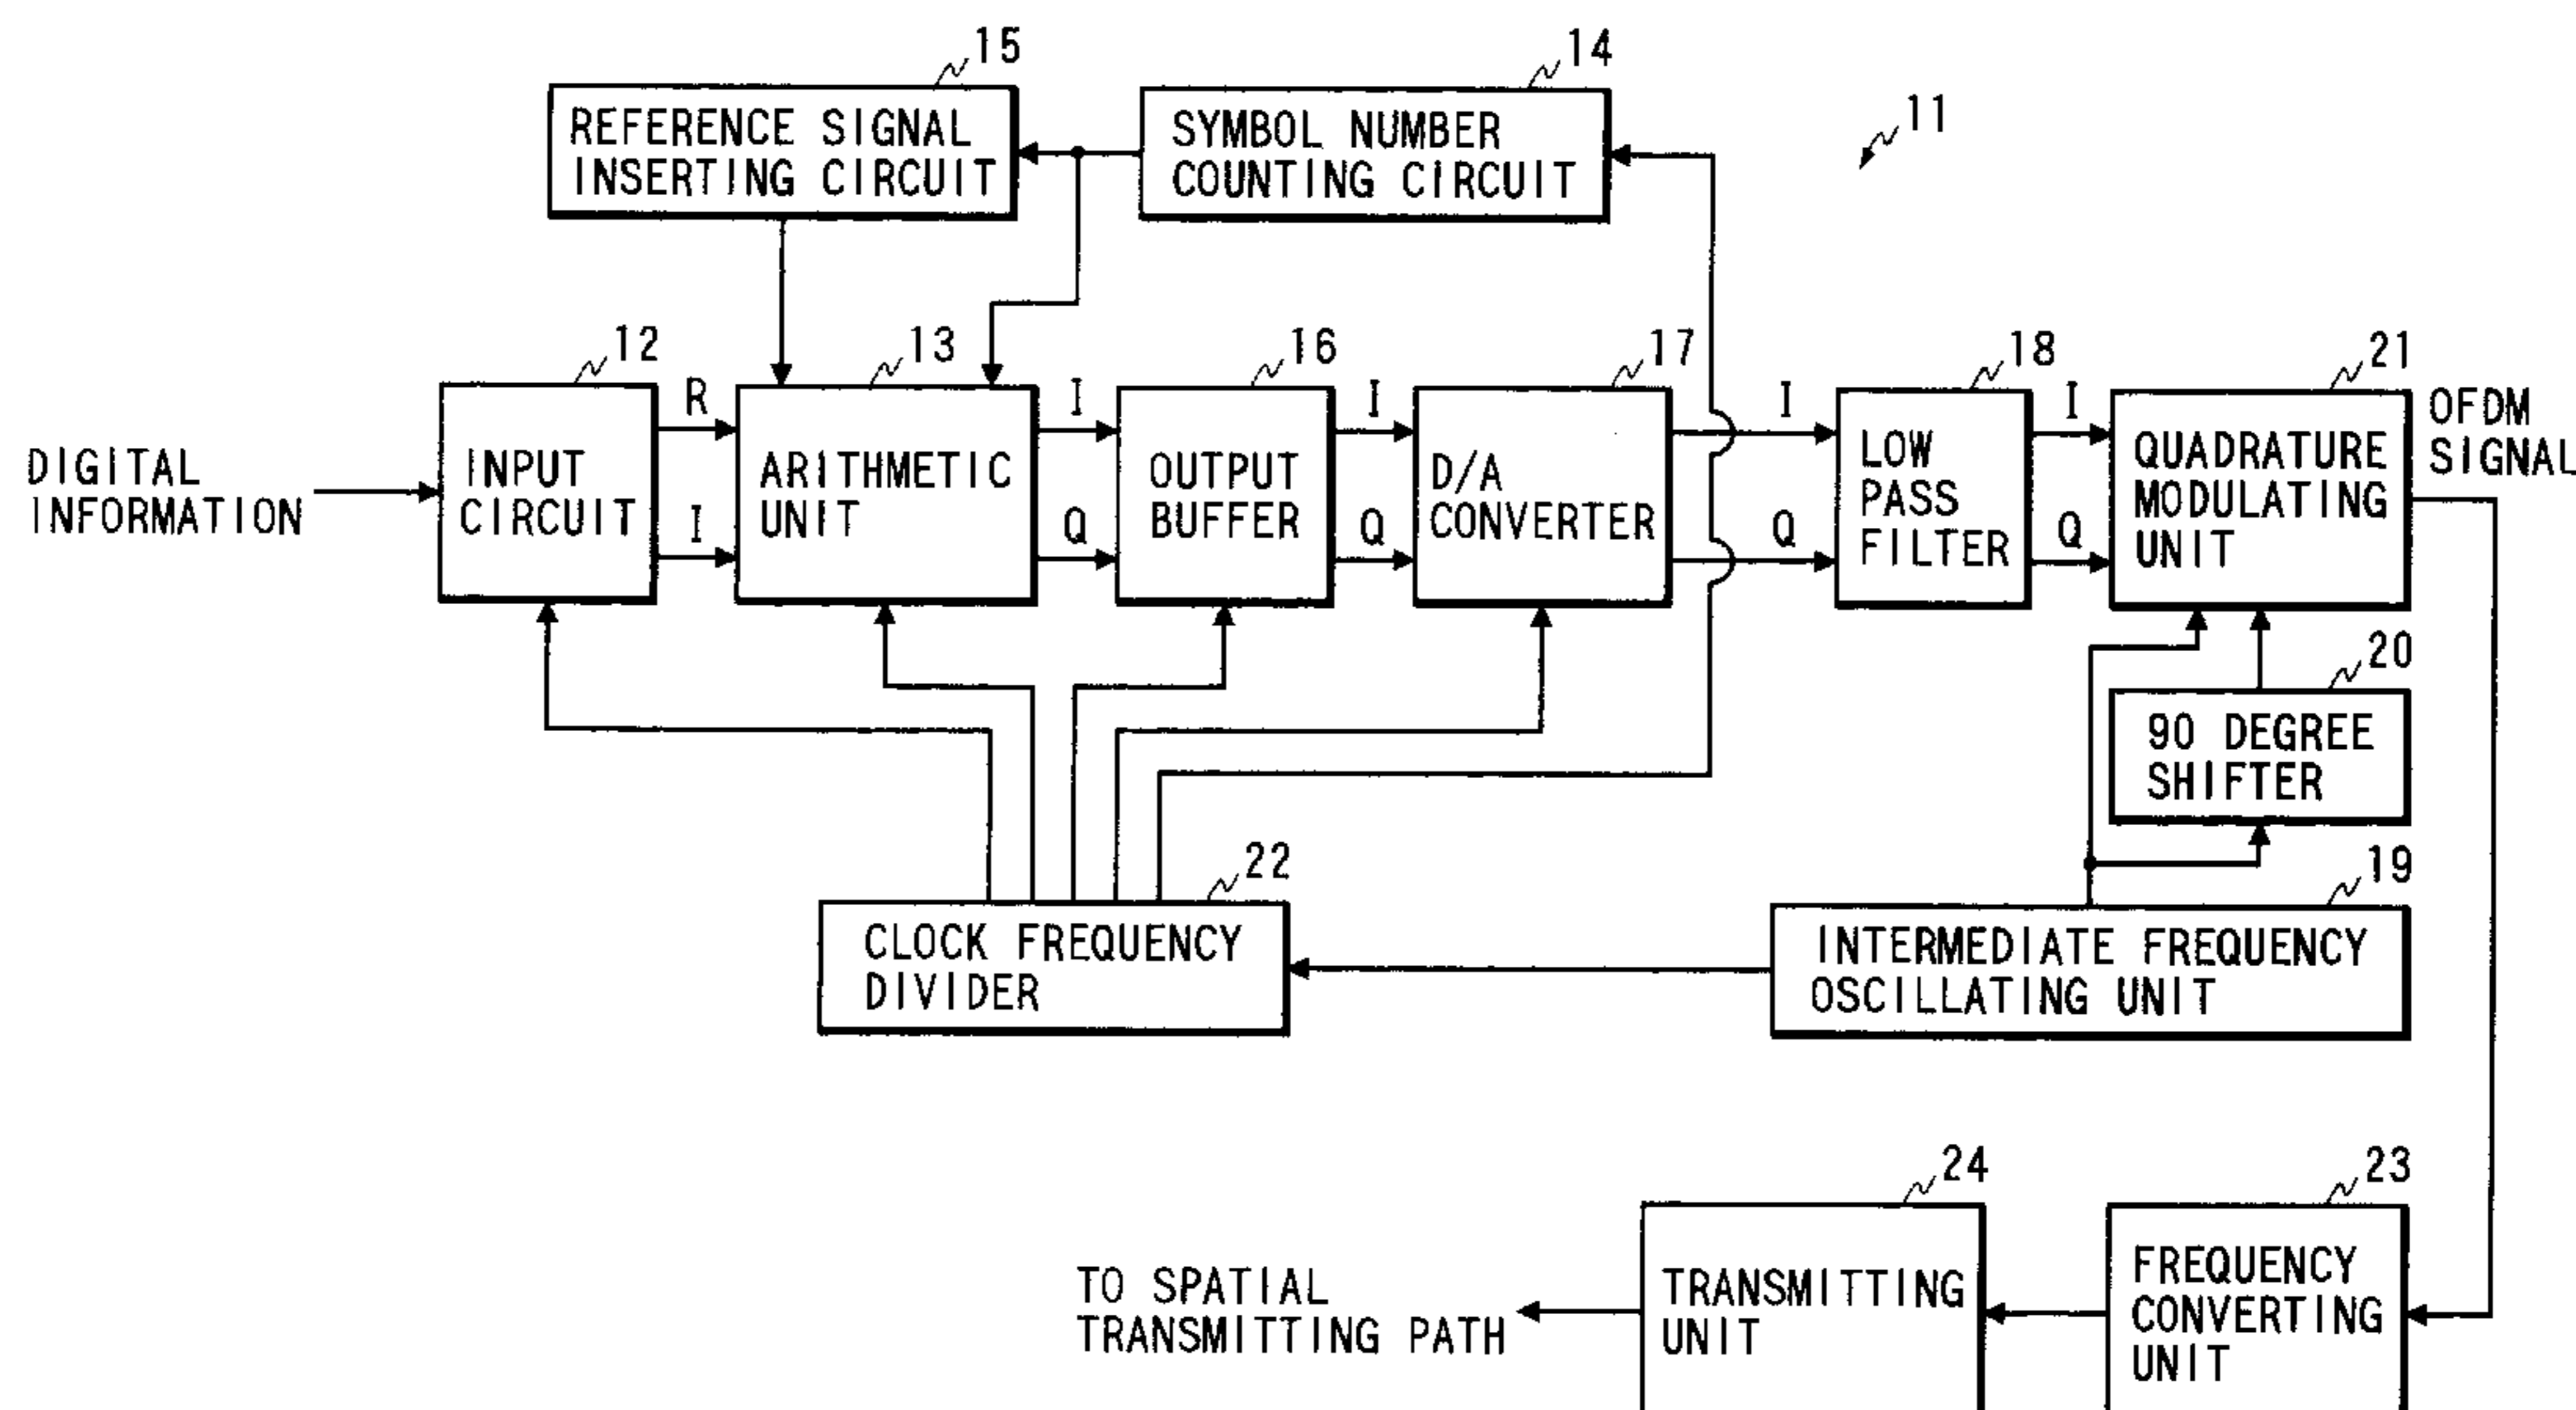 15
14
11
REFERENCE SIGNAL
INSERTING CIRCUIT
SYMBOL NUMBER
COUNTING CIRCUIT
12
13
16
17
18
21
R
I
I
I
I
OFDM
SIGNAL
DIGITAL
INFORMATION
INPUT
CIRCUIT
ARITHMETIC
UNIT
OUTPUT
BUFFER
D/A
CONVERTER
LOW
PASS
FILTER
QUADRATURE
MODULATING
UNIT
I
Q
Q
Q
Q
20
90 DEGREE
SHIFTER
22
19
CLOCK FREQUENCY
DIVIDER
INTERMEDIATE FREQUENCY
OSCILLATING UNIT
24
23
TO SPATIAL
TRANSMITTING PATH
TRANSMITTING
UNIT
FREQUENCY
CONVERTING
UNIT